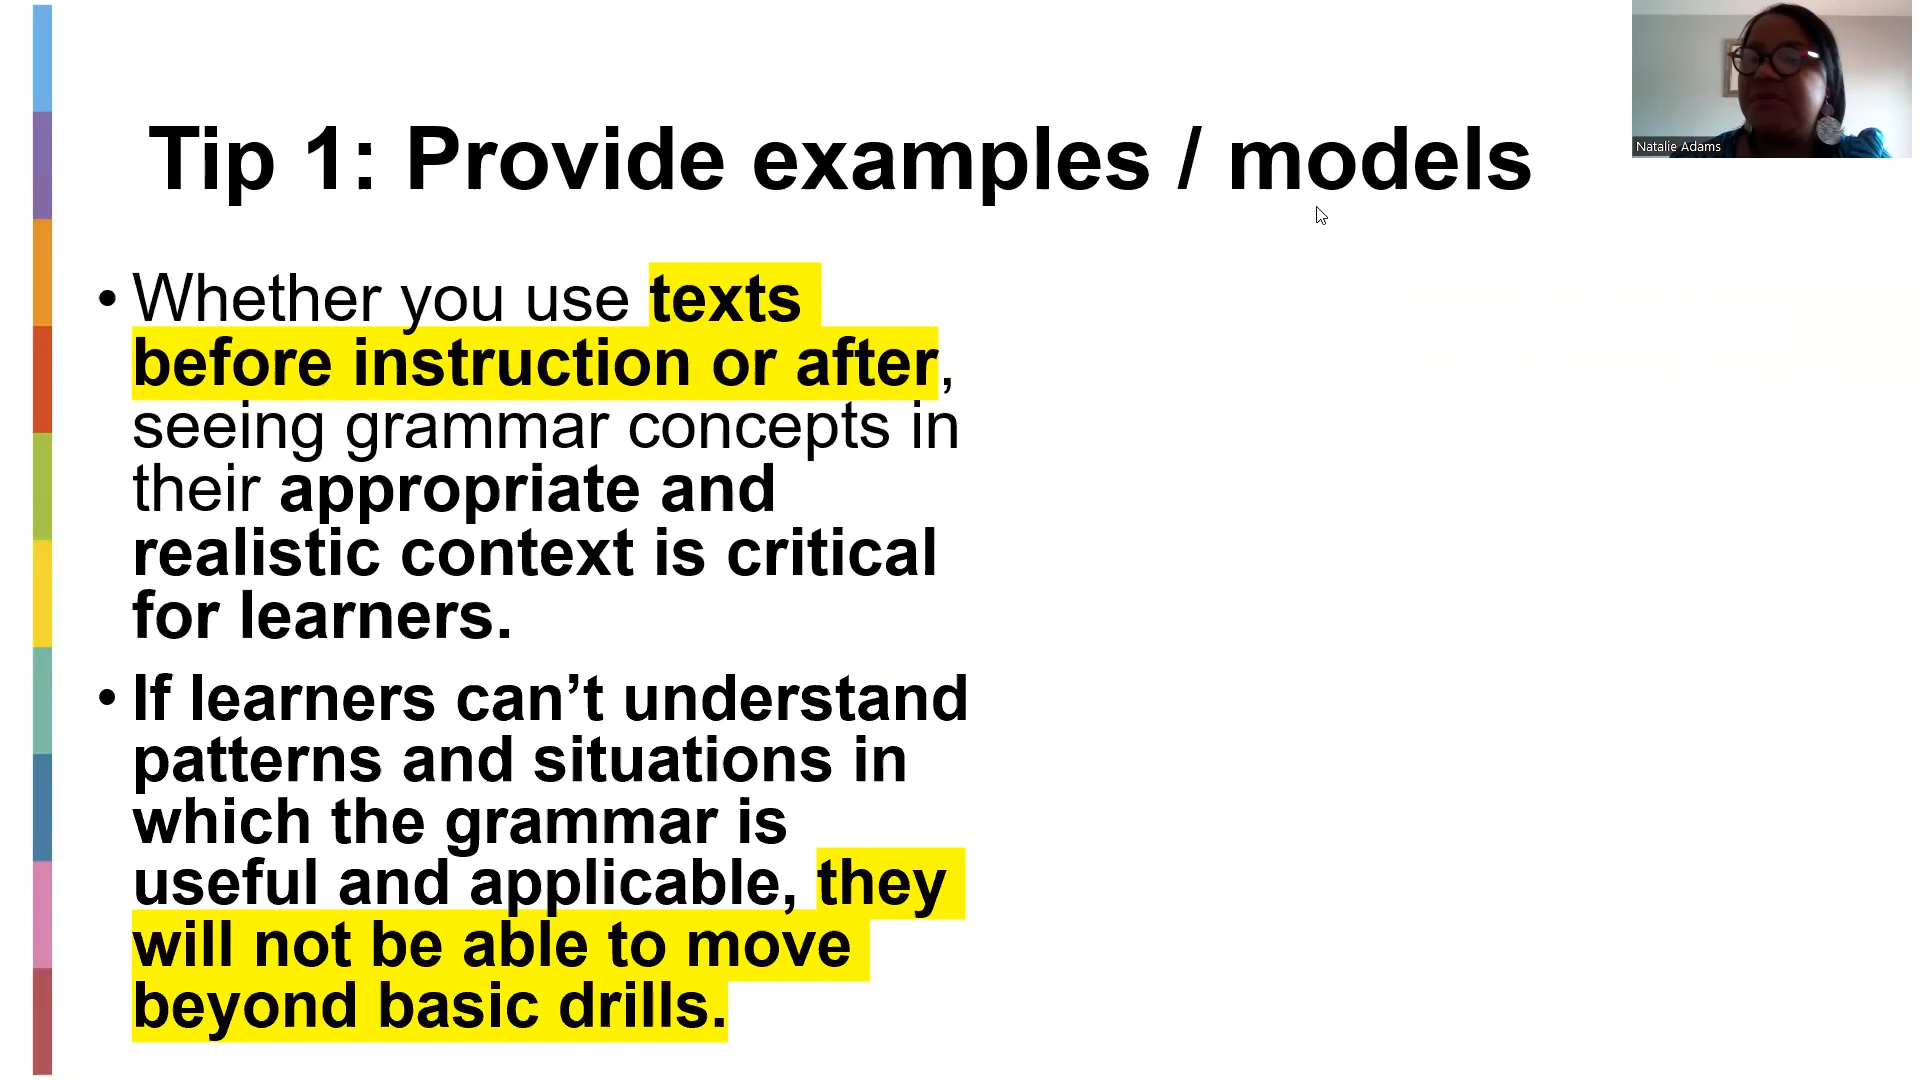 Tip 1: Provide examples / models
Natalie Adams
• Whether you use texts
before instruction or after,
seeing grammar concepts in
their appropriate and
realistic context is critical
for learners.
• If learners can’t understand
patterns and situations in
which the grammar is
useful and applicable, they
will not be able to move
beyond basic drills.